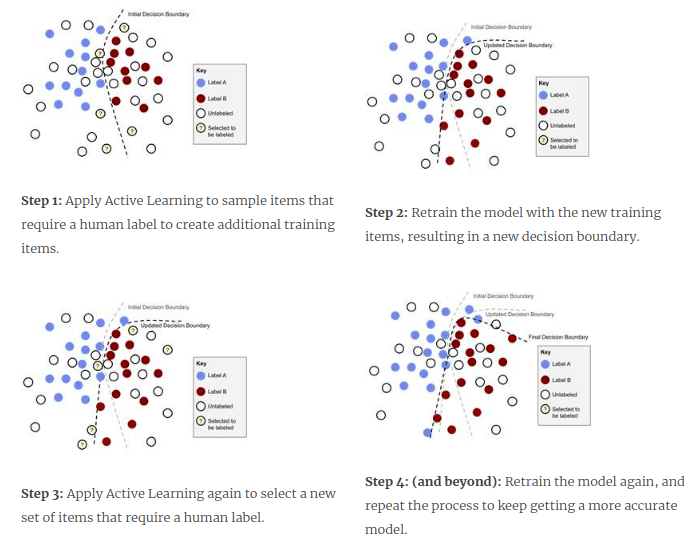 Initial Decision Boundary
Key
Label A
Label B
Unlabeled
Selected to
be labeled
Step 1: Apply Active Learning to sample items that
require a human label to create additional training
items.
Initial Decision Boundary
Updated Decision Boundary
Key
Label A
Label B
Unlabeled
Selected to
be labeled
Step 2: Retrain the model with the new training
items, resulting in a new decision boundary.
Initial Decision Boundary
Updated Decision Boundary
Key
Label A
Label B
Unlabeled
Selected to
be labeled
Step 3: Apply Active Learning again to select a new
set of items that require a human label.
Initial Decision Boundary
Updated Decision Boundary
Final Decision Boundary
Key
Label A
Label B
Unlabeled
Selected to
be labeled
Step 4: (and beyond): Retrain the model again, and
repeat the process to keep getting a more accurate
model.